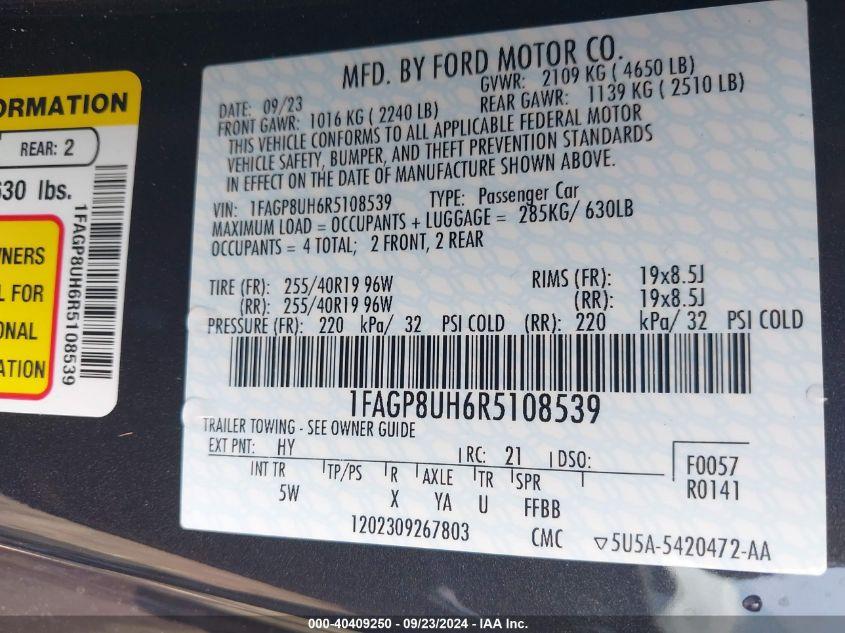 ORMATION
REAR: 2
630 lbs.
WNERS
L FOR
ONAL
ATION
1FAGP8UH6R5108539
MFD. BY FORD MOTOR CO.
DATE: 09/23 GVWR: 2109 KG ( 4650 LB)
FRONT GAWR: 1016 KG ( 2240 LB) REAR GAWR: 1139 KG ( 2510 LB)
THIS VEHICLE CONFORMS TO ALL APPLICABLE FEDERAL MOTOR
VEHICLE SAFETY, BUMPER, AND THEFT PREVENTION STANDARDS
IN EFFECT ON THE DATE OF MANUFACTURE SHOWN ABOVE.
VIN: 1FAGP8UH6R5108539 TYPE: Passenger Car
MAXIMUM LOAD = OCCUPANTS + LUGGAGE = 285KG/ 630LB
OCCUPANTS = 4 TOTAL; 2 FRONT, 2 REAR
TIRE (FR): 255/40R19 96W RIMS (FR): 19x8.5J
(RR): 255/40R19 96W (RR): 19x8.5J
PRESSURE (FR): 220 kPa/ 32 PSI COLD (RR): 220 kPa/ 32 PSI COLD
1FAGP8UH6R5108539
TRAILER TOWING - SEE OWNER GUIDE
EXT PNT: HY RC: 21 DSO: F0057
INT TR TP/PS R AXLE TR SPR R0141
5W X YA U FFBB
1202309267803 CMC ▽5U5A-5420472-AA
000-40409250 - 09/23/2024 - IAA Inc.